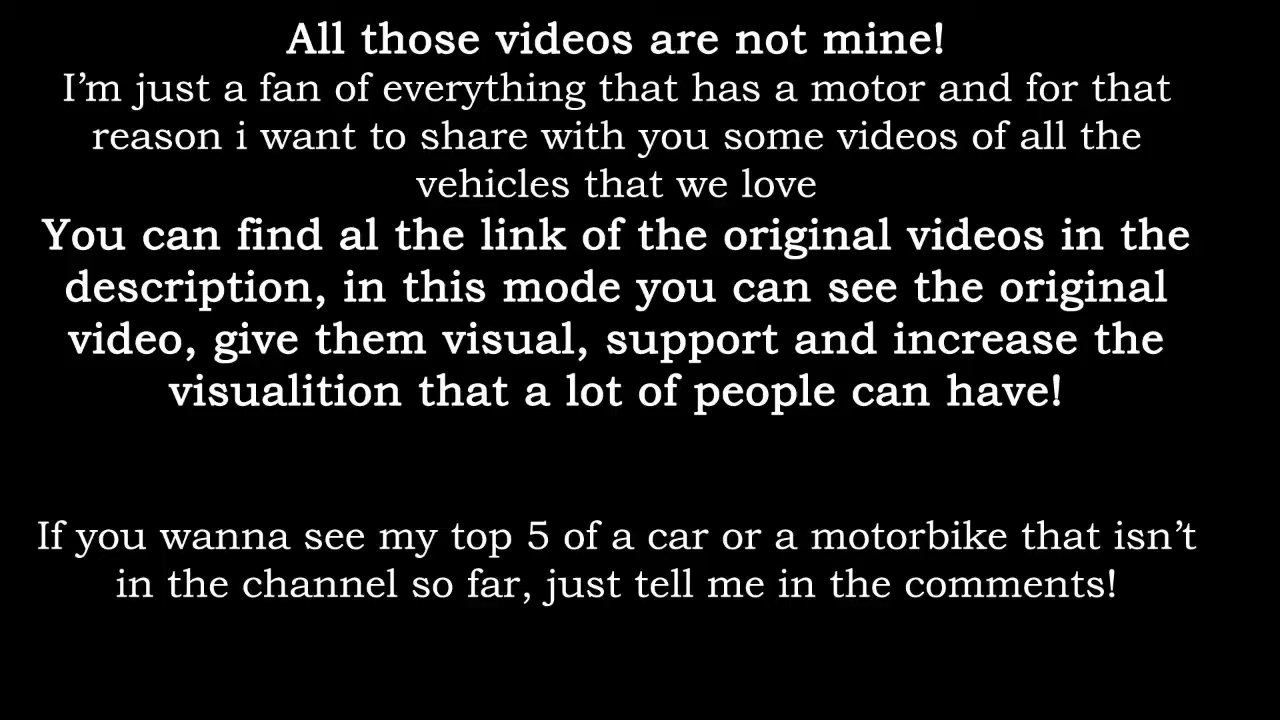 All those videos are not mine!
I'm just a fan of everything that has a motor and for that
reason i want to share with you some videos of all the
vehicles that we love
You can find al the link of the original videos in the
description, in this mode you can see the original
video, give them visual, support and increase the
visualition that a lot of people can have!
If you wanna see my top 5 of a car or a motorbike that isn't
in the channel so far, just tell me in the comments!